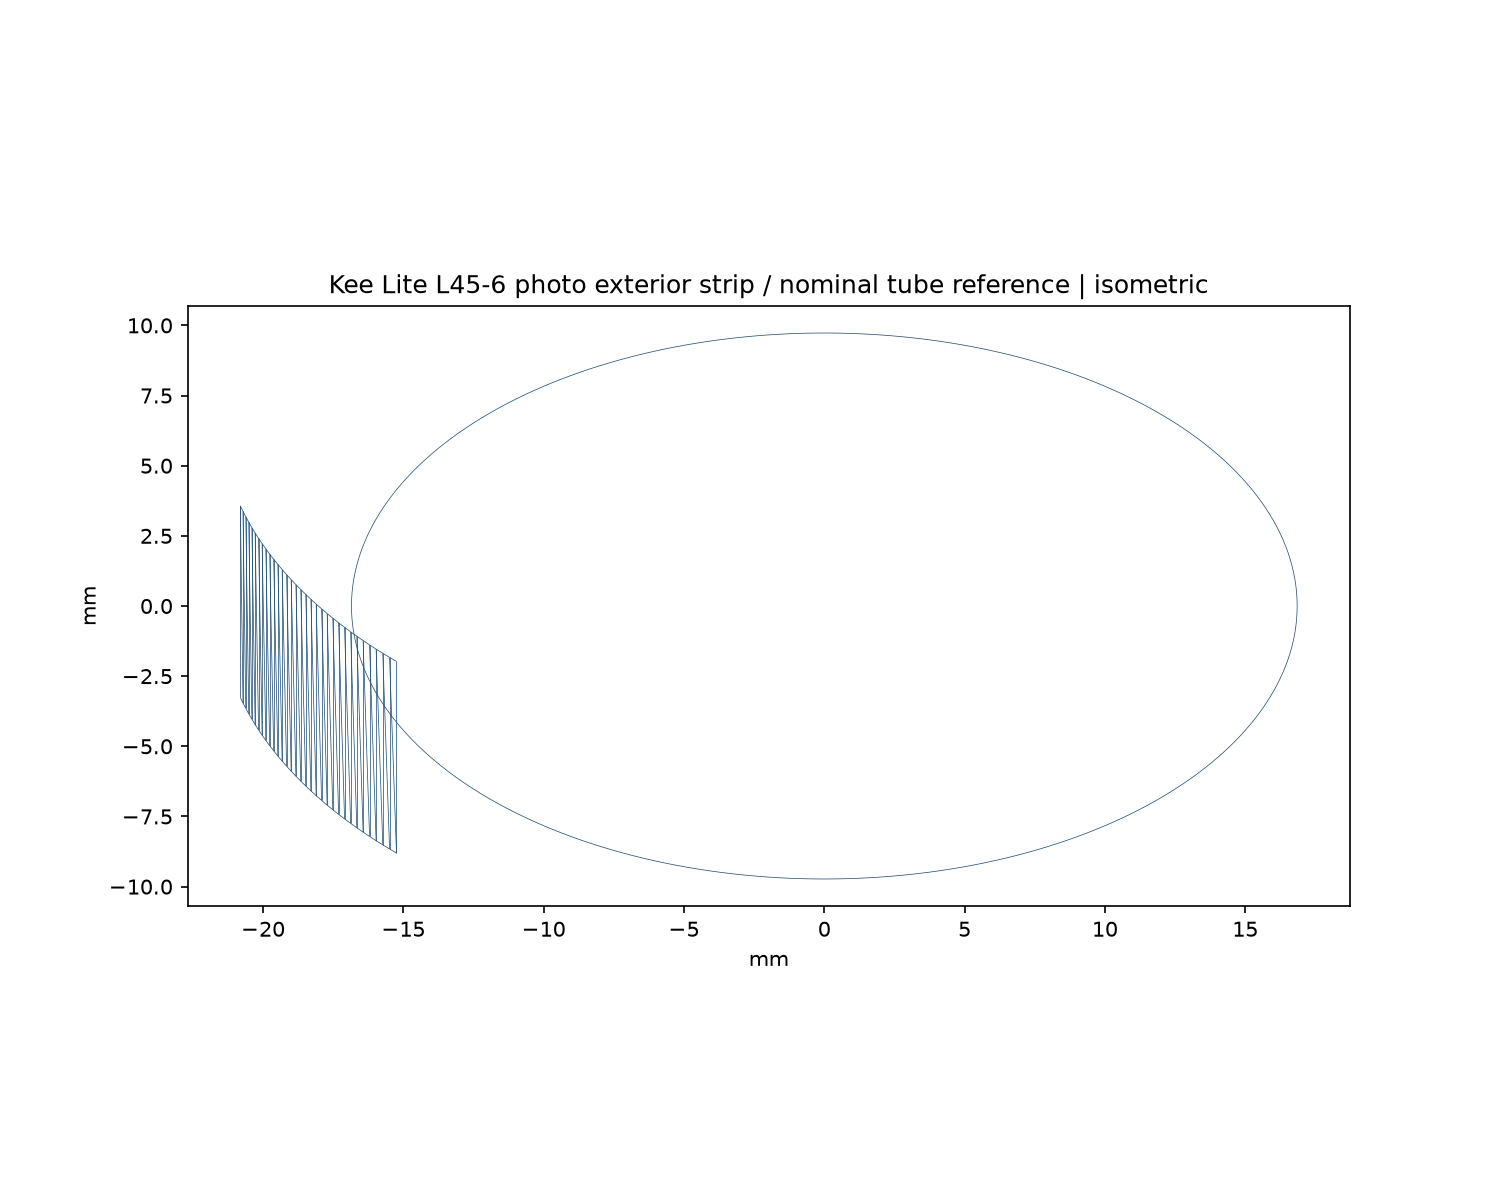 Kee Lite L45-6 photo exterior strip / nominal tube reference | isometric
10.0
7.5
5.0
2.5
0.0
−2.5
−5.0
−7.5
−10.0
mm
−20 −15 −10 −5 0 5 10 15
mm